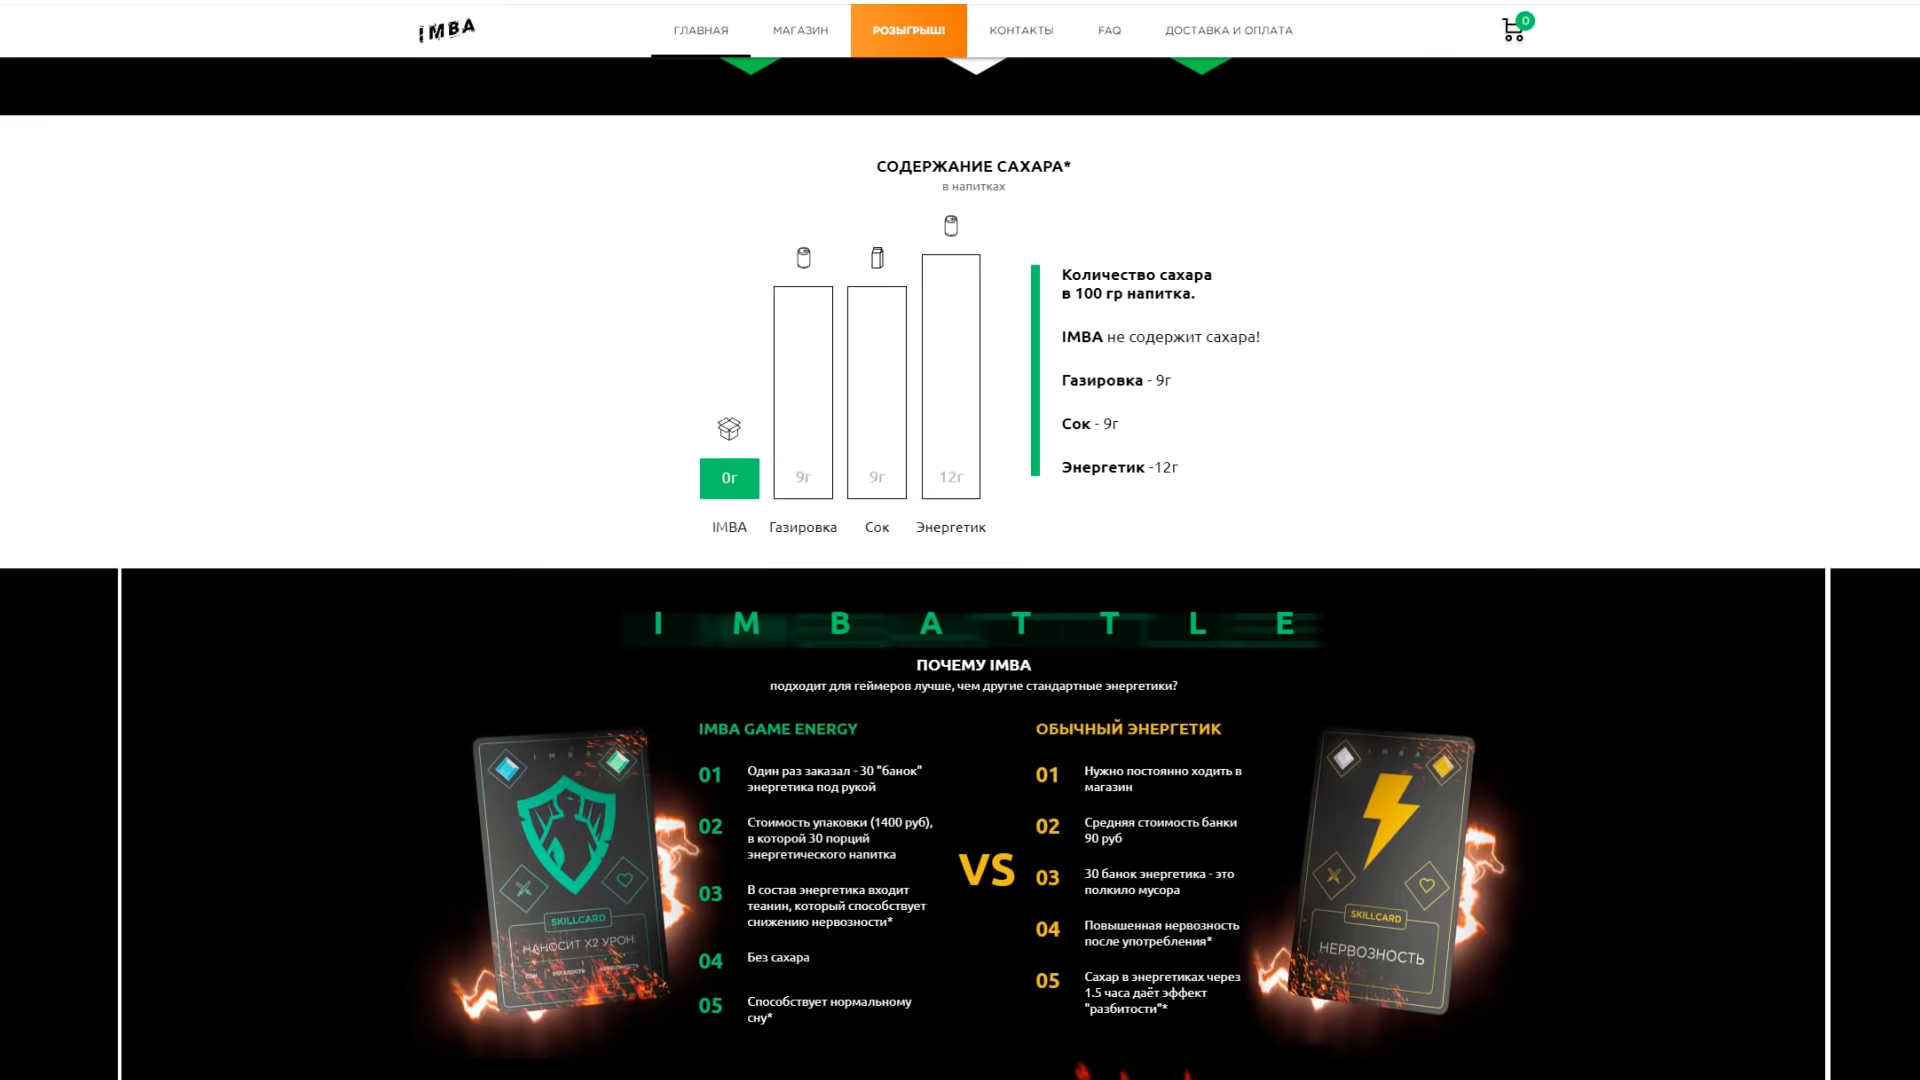 IMBA
ГЛАВНАЯ
МАГАЗИН
РОЗЫГРЫШ!
КОНТАКТЫ
FAQ
ДОСТАВКА И ОПЛАТА
0
СОДЕРЖАНИЕ САХАРА*
в напитках
0г
9г
9г
12г
IMBA
Газировка
Сок
Энергетик
Количество сахара
в 100 гр напитка.
IMBA не содержит сахара!
Газировка - 9г
Сок - 9г
Энергетик -12г
I M B A T T L E
ПОЧЕМУ IMBA
подходит для геймеров лучше, чем другие стандартные энергетики?
IMBA
SKILLCARD
НАНОСИТ X2 УРОН:
IMBA GAME ENERGY
01 Один раз заказал - 30 "банок"
энергетика под рукой
02 Стоимость упаковки (1400 руб),
в которой 30 порций
энергетического напитка
03 В состав энергетика входит
теанин, который способствует
снижению нервозности*
04 Без сахара
05 Способствует нормальному
сну*
VS
ОБЫЧНЫЙ ЭНЕРГЕТИК
01 Нужно постоянно ходить в
магазин
02 Средняя стоимость банки
90 руб
03 30 банок энергетика - это
полкило мусора
04 Повышенная нервозность
после употребления*
05 Сахар в энергетиках через
1.5 часа даёт эффект
"разбитости"*
IMBA
SKILLCARD
НЕРВОЗНОСТЬ